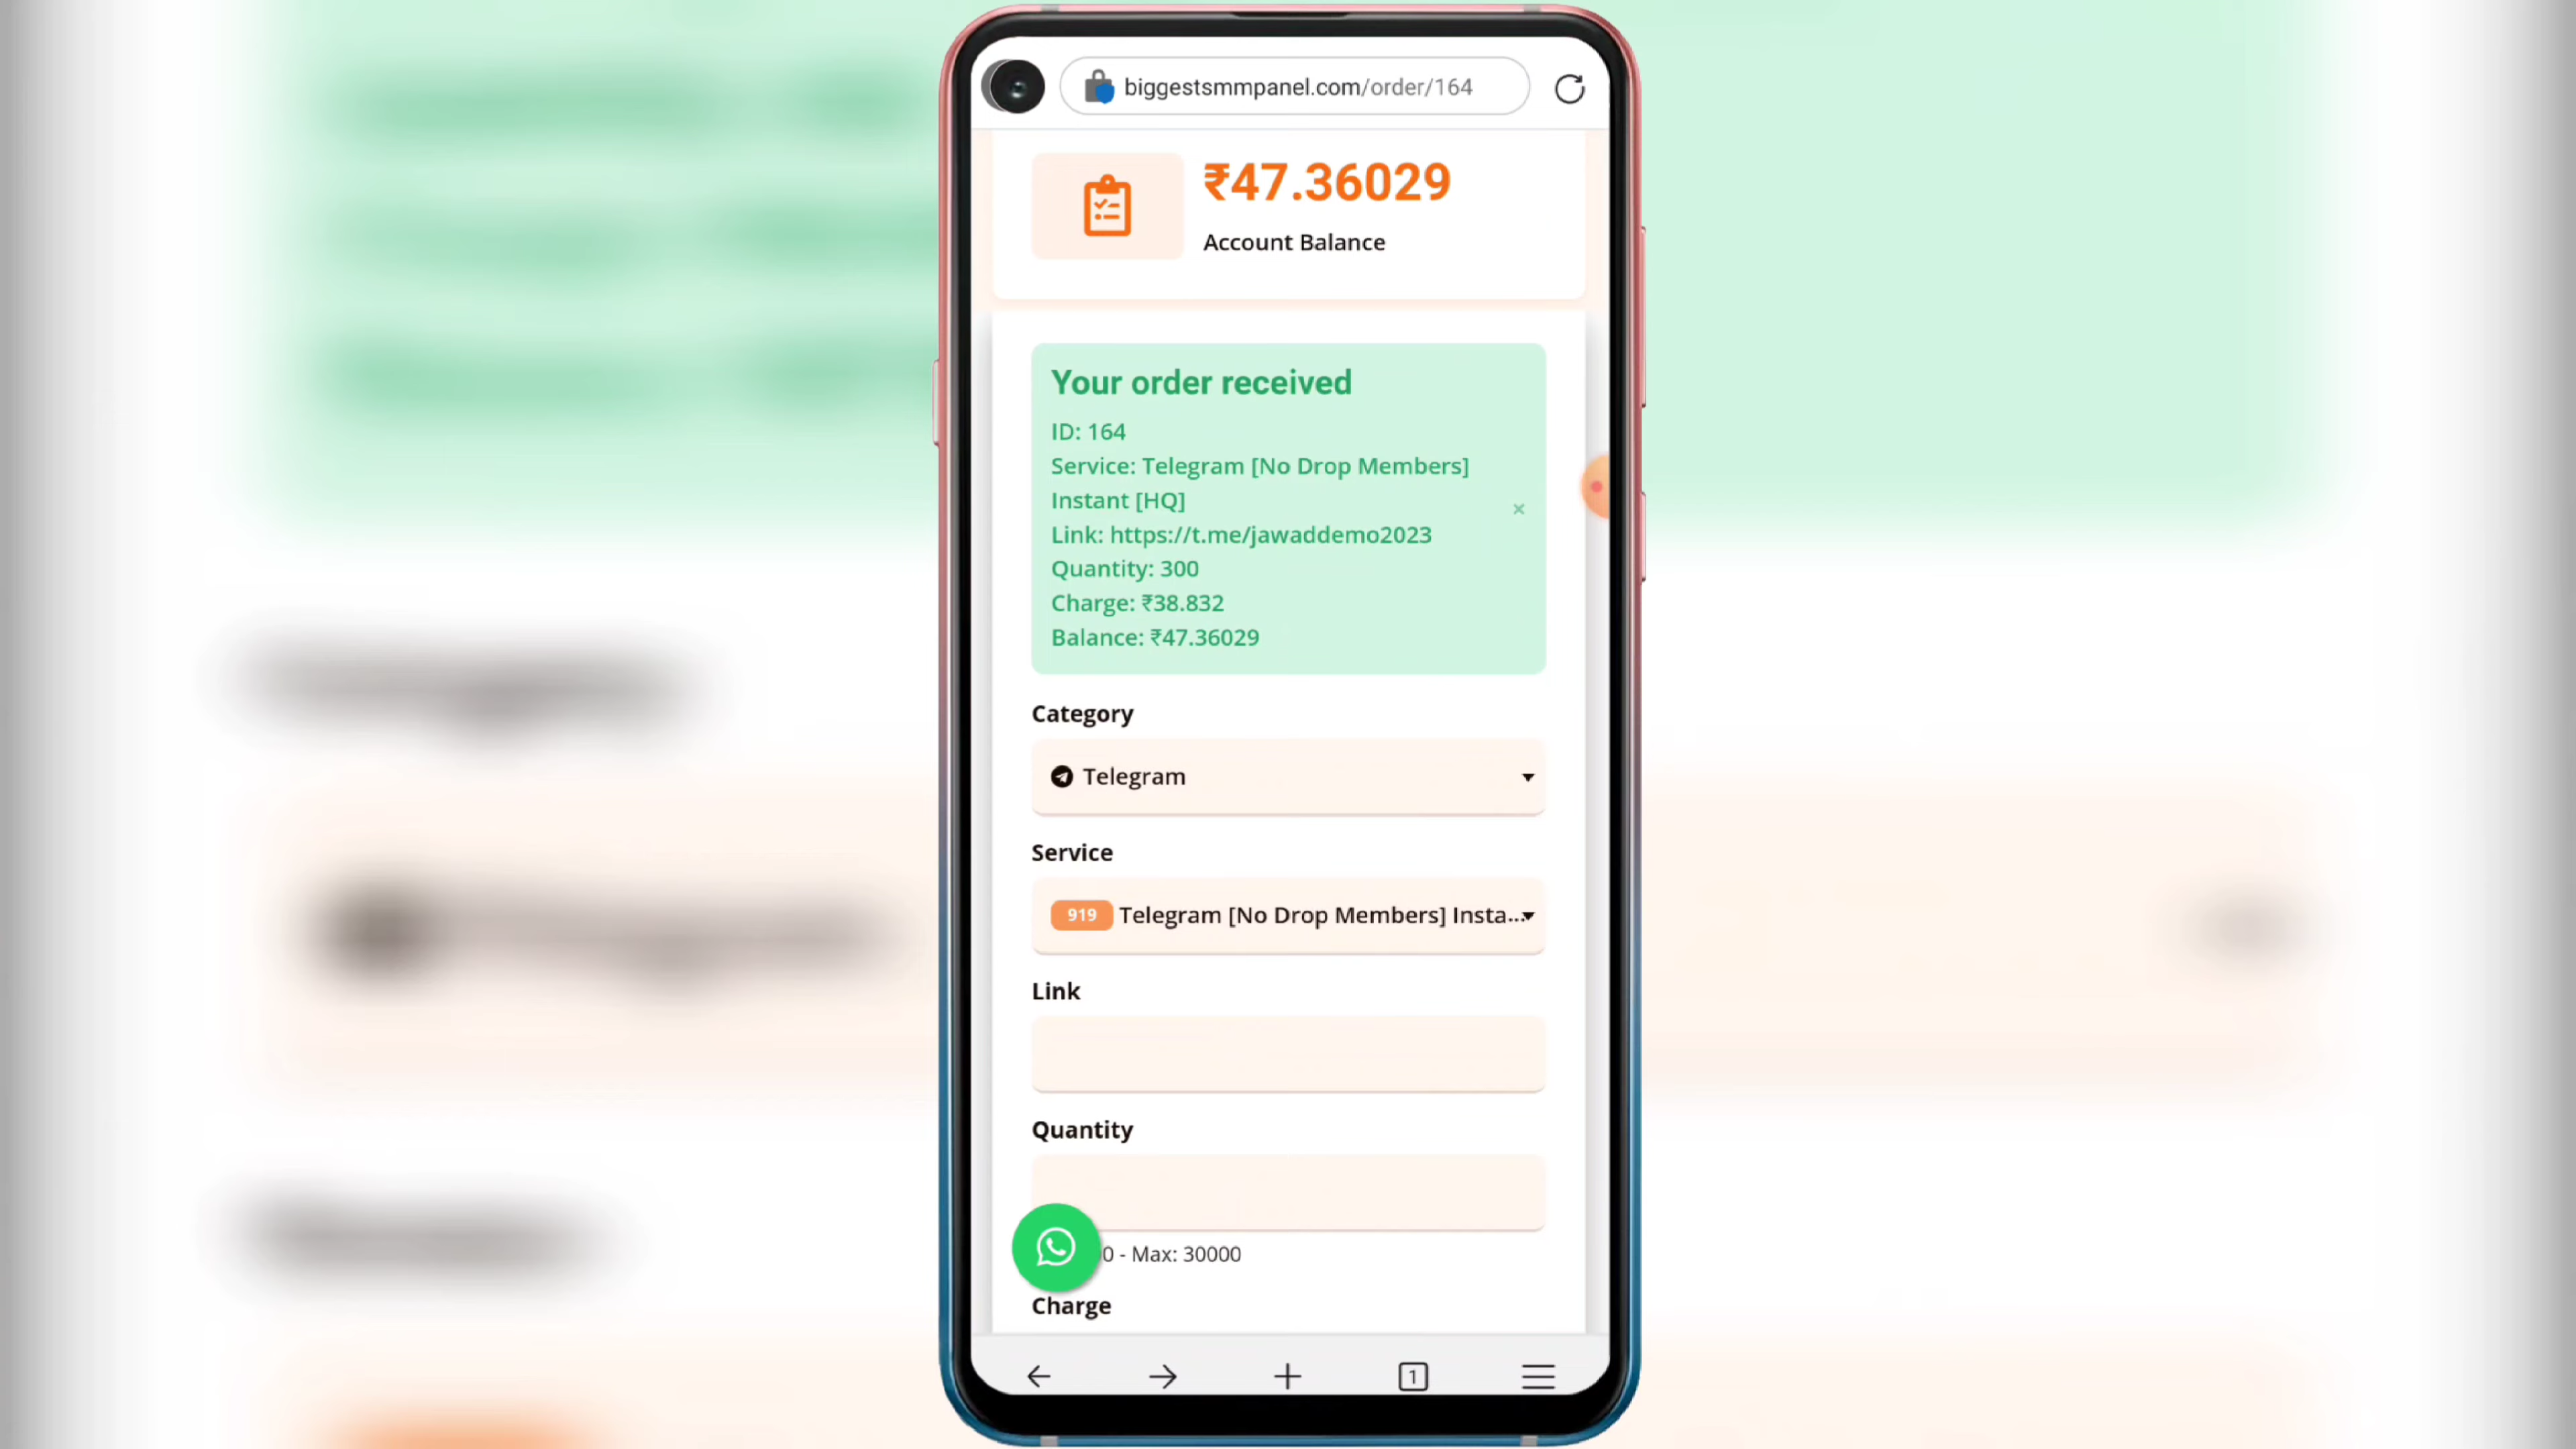 biggestsmmpanel.com/order/164
₹47.36029
Account Balance
Your order received
ID: 164
Service: Telegram [No Drop Members]
Instant [HQ]
Link: https://t.me/jawaddemo2023
Quantity: 300
Charge: ₹38.832
Balance: ₹47.36029
Category
Telegram
Service
919 Telegram [No Drop Members] Insta...
Link
Quantity
0 - Max: 30000
Charge
1